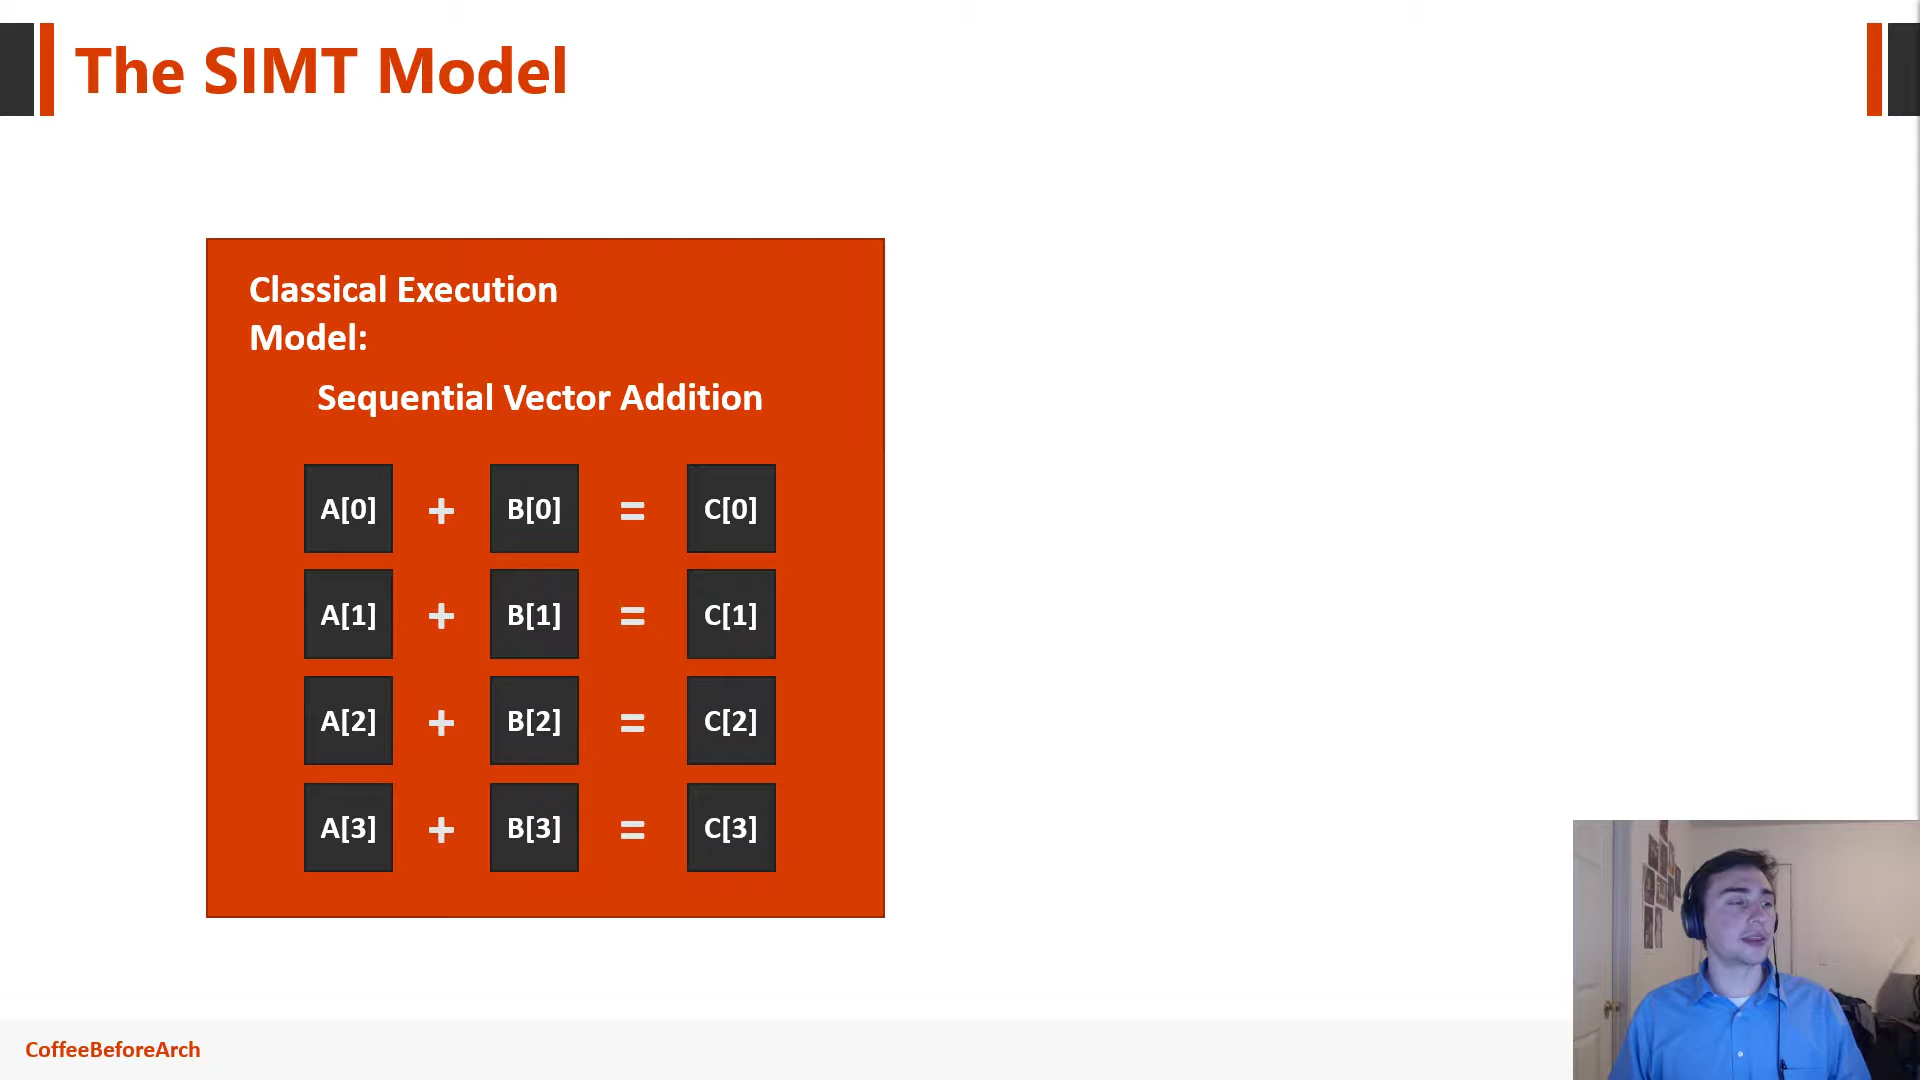 The SIMT Model
Classical Execution
Model:
Sequential Vector Addition
A[0] + B[0] = C[0]
A[1] + B[1] = C[1]
A[2] + B[2] = C[2]
A[3] + B[3] = C[3]
CoffeeBeforeArch